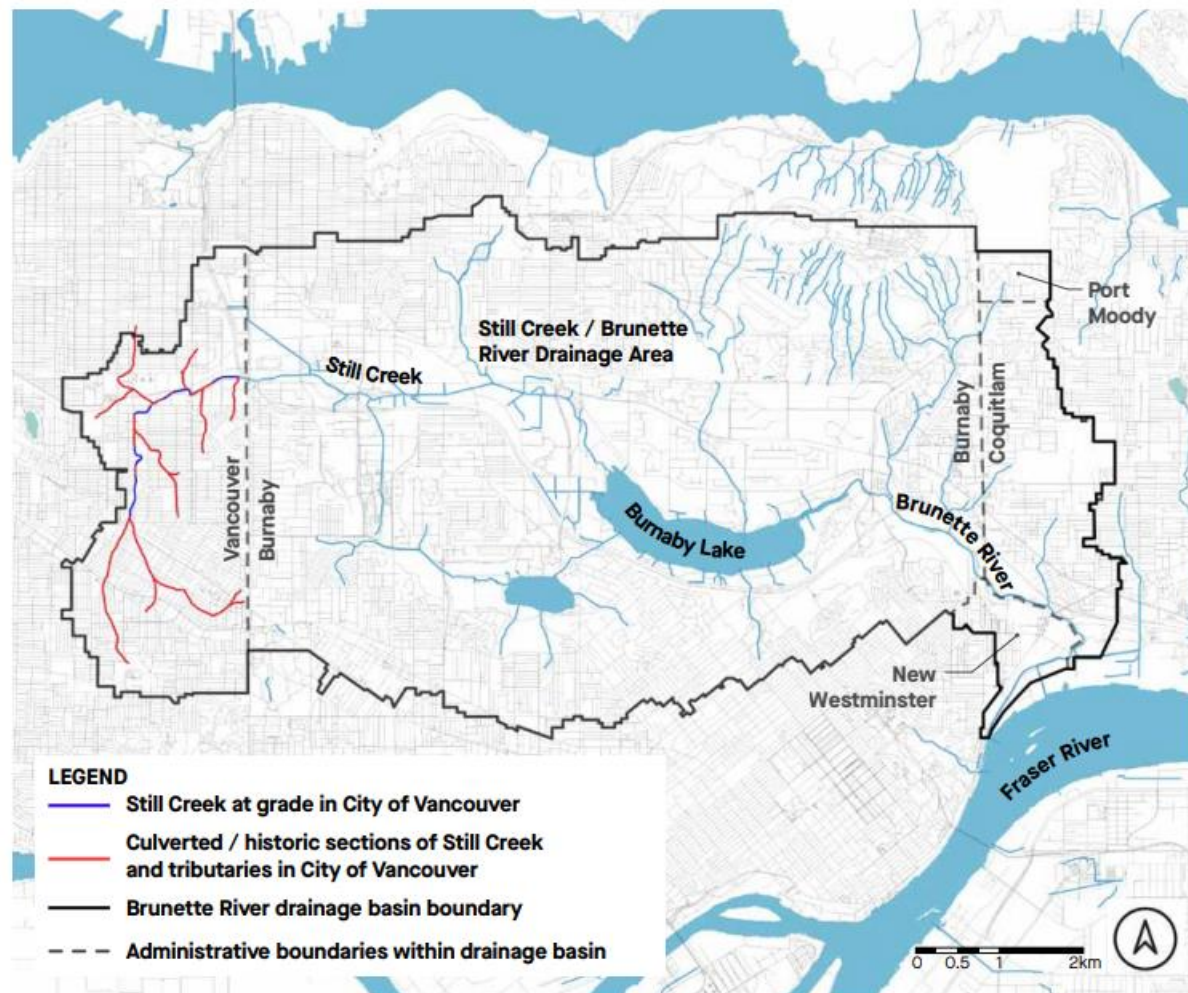 Still Creek / Brunette
River Drainage Area
Port
Moody
Still Creek
Burnaby
Coquitlam
Vancouver
Burnaby
Burnaby Lake
Brunette River
New
Westminster
Fraser River
LEGEND
Still Creek at grade in City of Vancouver
Culverted / historic sections of Still Creek
and tributaries in City of Vancouver
Brunette River drainage basin boundary
Administrative boundaries within drainage basin
0 0.5 1 2km